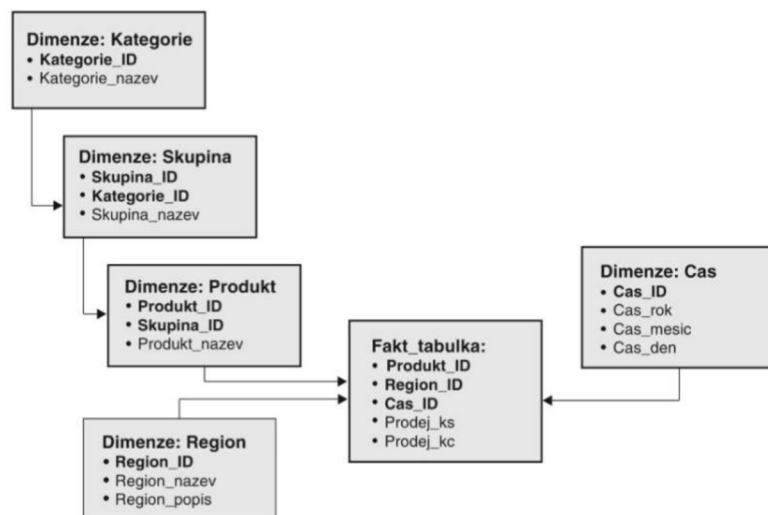 Dimenze: Kategorie
• Kategorie_ID
• Kategorie_nazev
Dimenze: Skupina
• Skupina_ID
• Kategorie_ID
• Skupina_nazev
Dimenze: Produkt
• Produkt_ID
• Skupina_ID
• Produkt_nazev
Dimenze: Cas
• Cas_ID
• Cas_rok
• Cas_mesic
• Cas_den
Fakt_tabulka:
• Produkt_ID
• Region_ID
• Cas_ID
• Prodej_ks
• Prodej_kc
Dimenze: Region
• Region_ID
• Region_nazev
• Region_popis